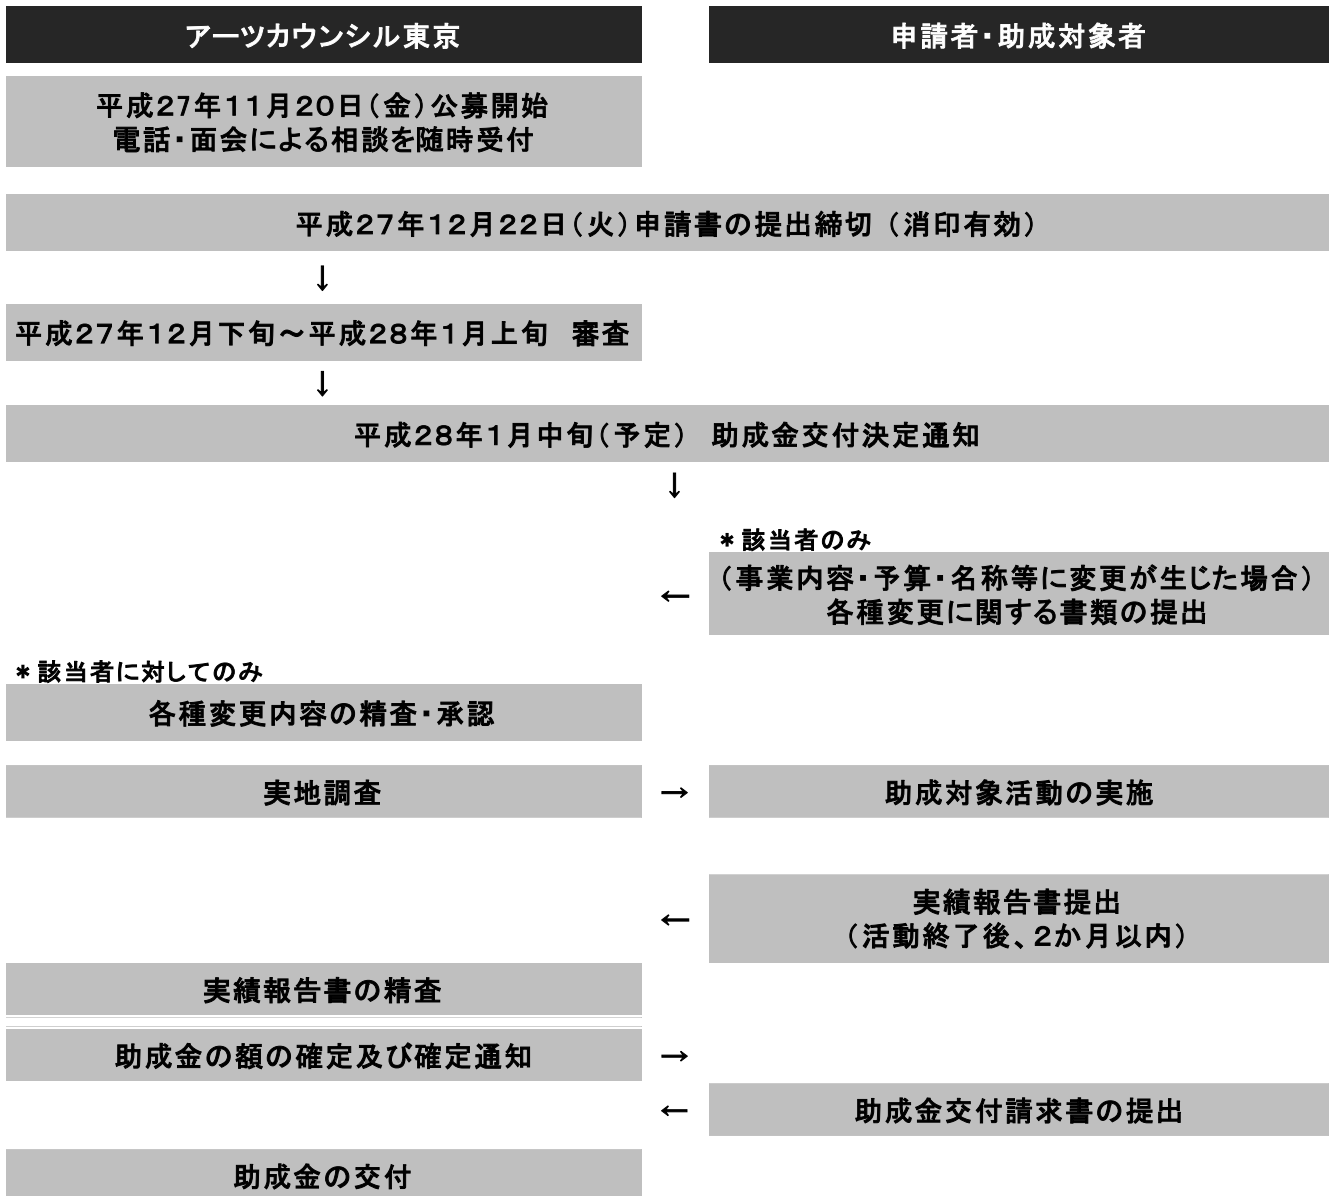 アーツカウンシル東京
申請者・助成対象者
平成27年11月20日（金）公募開始
電話・面会による相談を随時受付
平成27年12月22日（火）申請書の提出締切（消印有効）
↓
平成27年12月下旬～平成28年1月上旬　審査
↓
平成28年1月中旬（予定）　助成金交付決定通知
↓
＊該当者のみ
（事業内容・予算・名称等に変更が生じた場合）
←
各種変更に関する書類の提出
＊該当者に対してのみ
各種変更内容の精査・承認
実地調査
→
助成対象活動の実施
実績報告書提出
←
（活動終了後、2か月以内）
実績報告書の精査
助成金の額の確定及び確定通知
→
←
助成金交付請求書の提出
助成金の交付